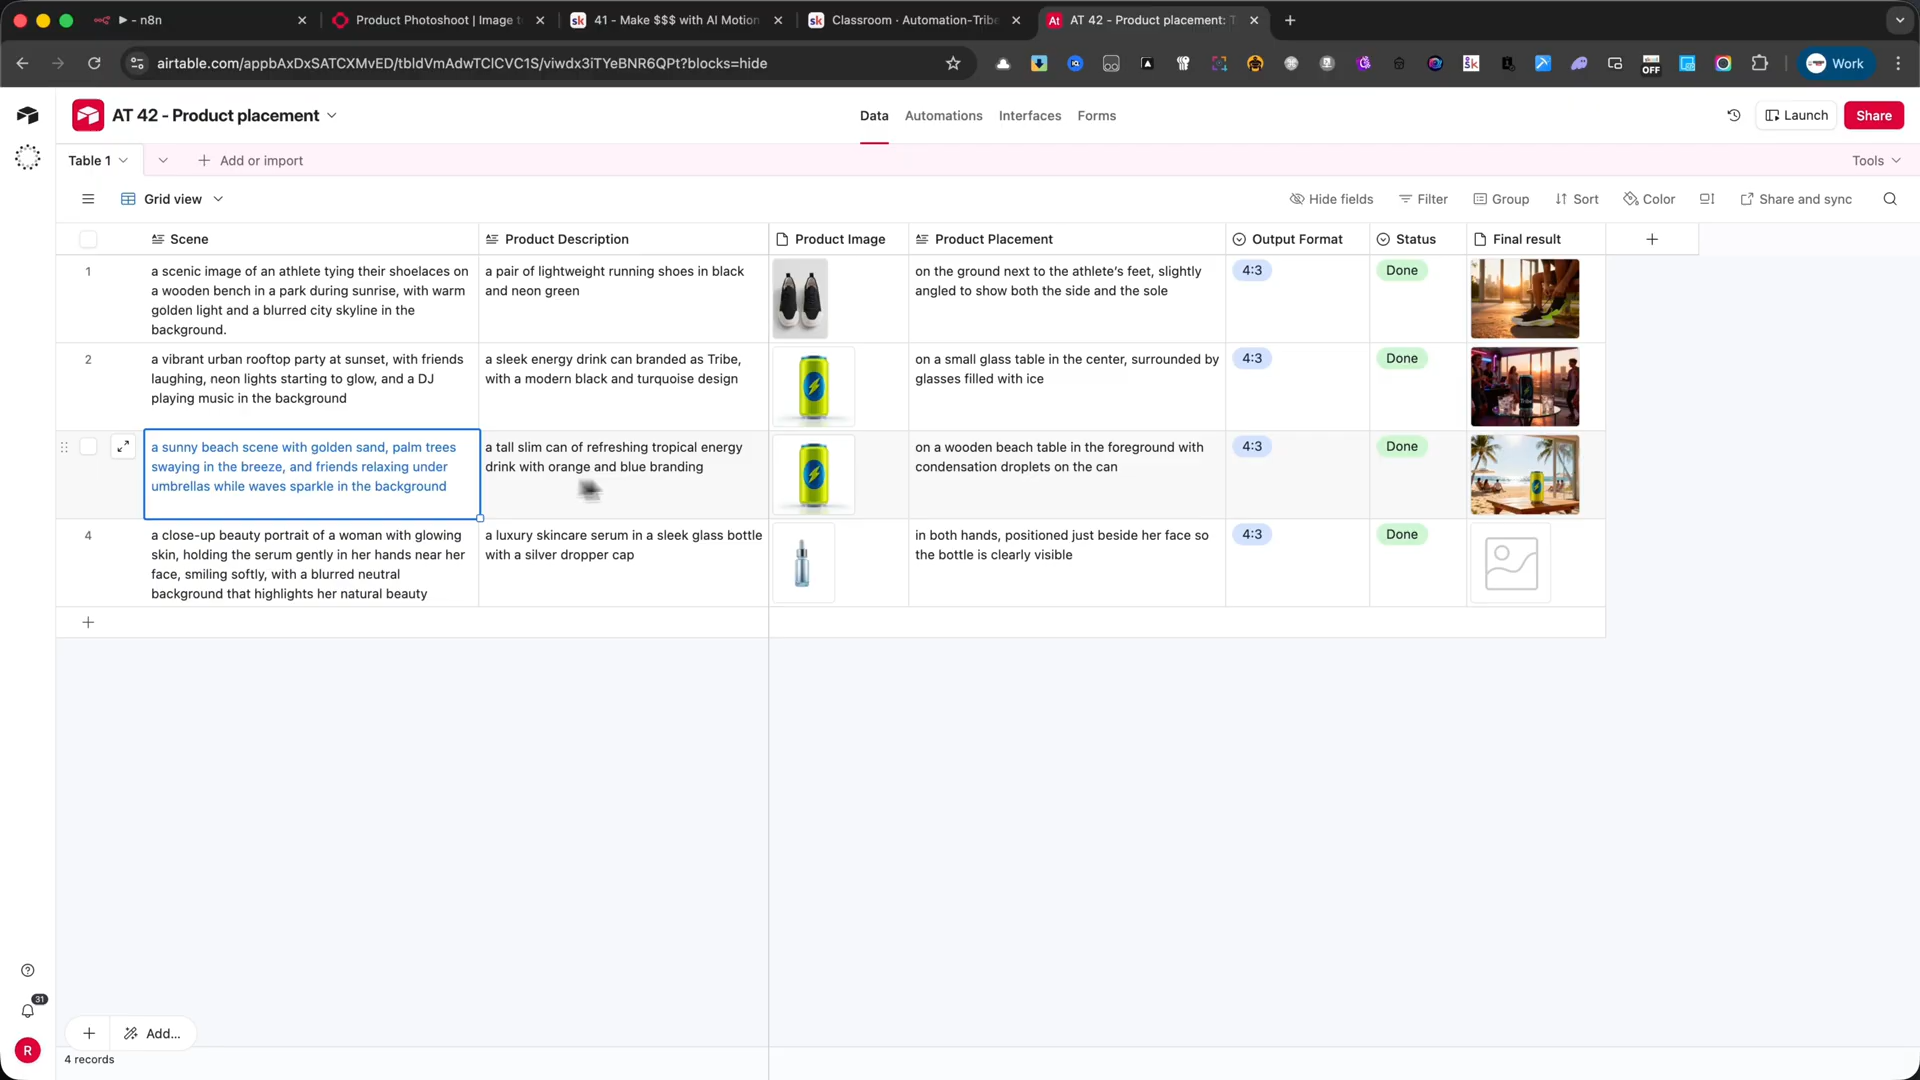 ▶ - n8n
Product Photoshoot | Image t
sk 41 - Make $$$ with AI Motion
sk Classroom · Automation-Tribe
At AT 42 - Product placement: T
airtable.com/appbAxDxSATCXMvED/tbldVmAdwTClCVC1S/viwdx3iTYeBNR6QPt?blocks=hide
OFF
Work
AT 42 - Product placement
Data
Automations
Interfaces
Forms
Launch
Share
Table 1
Add or import
Tools
Grid view
Hide fields
Filter
Group
Sort
Color
Share and sync
Scene
Product Description
Product Image
Product Placement
Output Format
Status
Final result
1
a scenic image of an athlete tying their shoelaces on
a wooden bench in a park during sunrise, with warm
golden light and a blurred city skyline in the
background.
a pair of lightweight running shoes in black
and neon green
on the ground next to the athlete’s feet, slightly
angled to show both the side and the sole
4:3
Done
2
a vibrant urban rooftop party at sunset, with friends
laughing, neon lights starting to glow, and a DJ
playing music in the background
a sleek energy drink can branded as Tribe,
with a modern black and turquoise design
on a small glass table in the center, surrounded by
glasses filled with ice
4:3
Done
a sunny beach scene with golden sand, palm trees
swaying in the breeze, and friends relaxing under
umbrellas while waves sparkle in the background
a tall slim can of refreshing tropical energy
drink with orange and blue branding
on a wooden beach table in the foreground with
condensation droplets on the can
4:3
Done
4
a close-up beauty portrait of a woman with glowing
skin, holding the serum gently in her hands near her
face, smiling softly, with a blurred neutral
background that highlights her natural beauty
a luxury skincare serum in a sleek glass bottle
with a silver dropper cap
in both hands, positioned just beside her face so
the bottle is clearly visible
4:3
Done
31
R
Add...
4 records